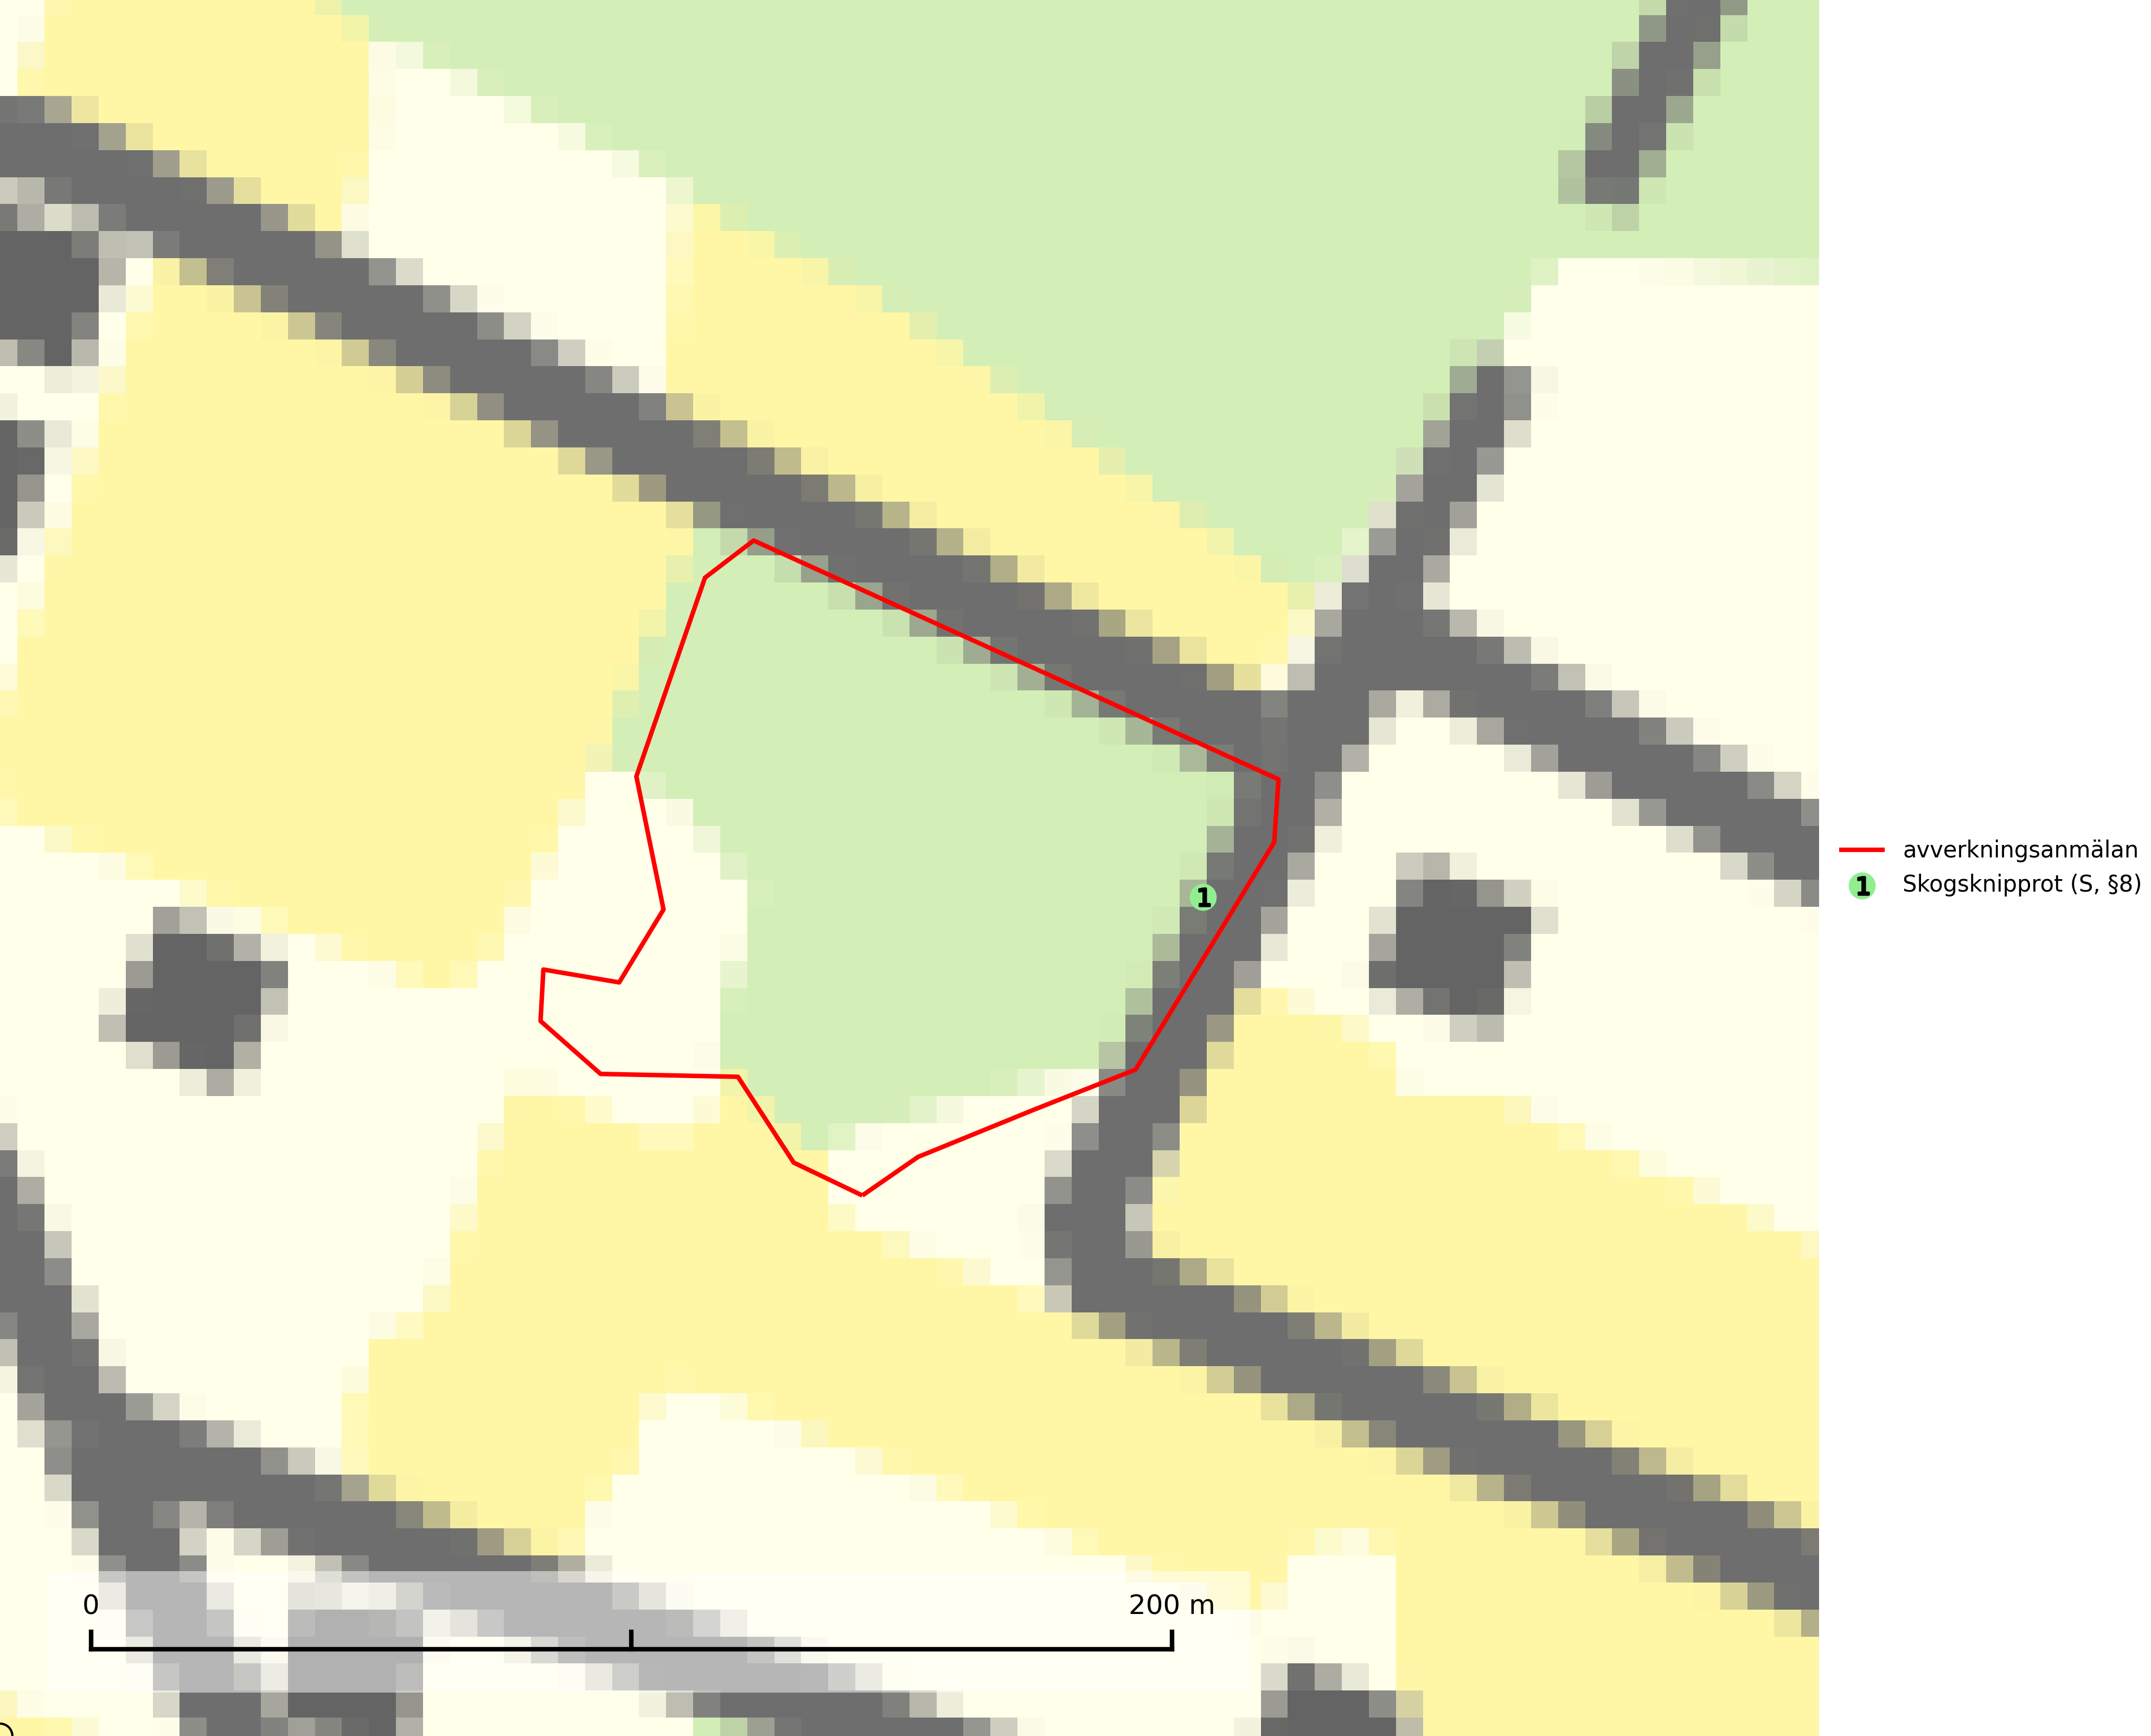 avverkningsanmälan
1 Skogsknipprot (S, §8)
1
0 200 m